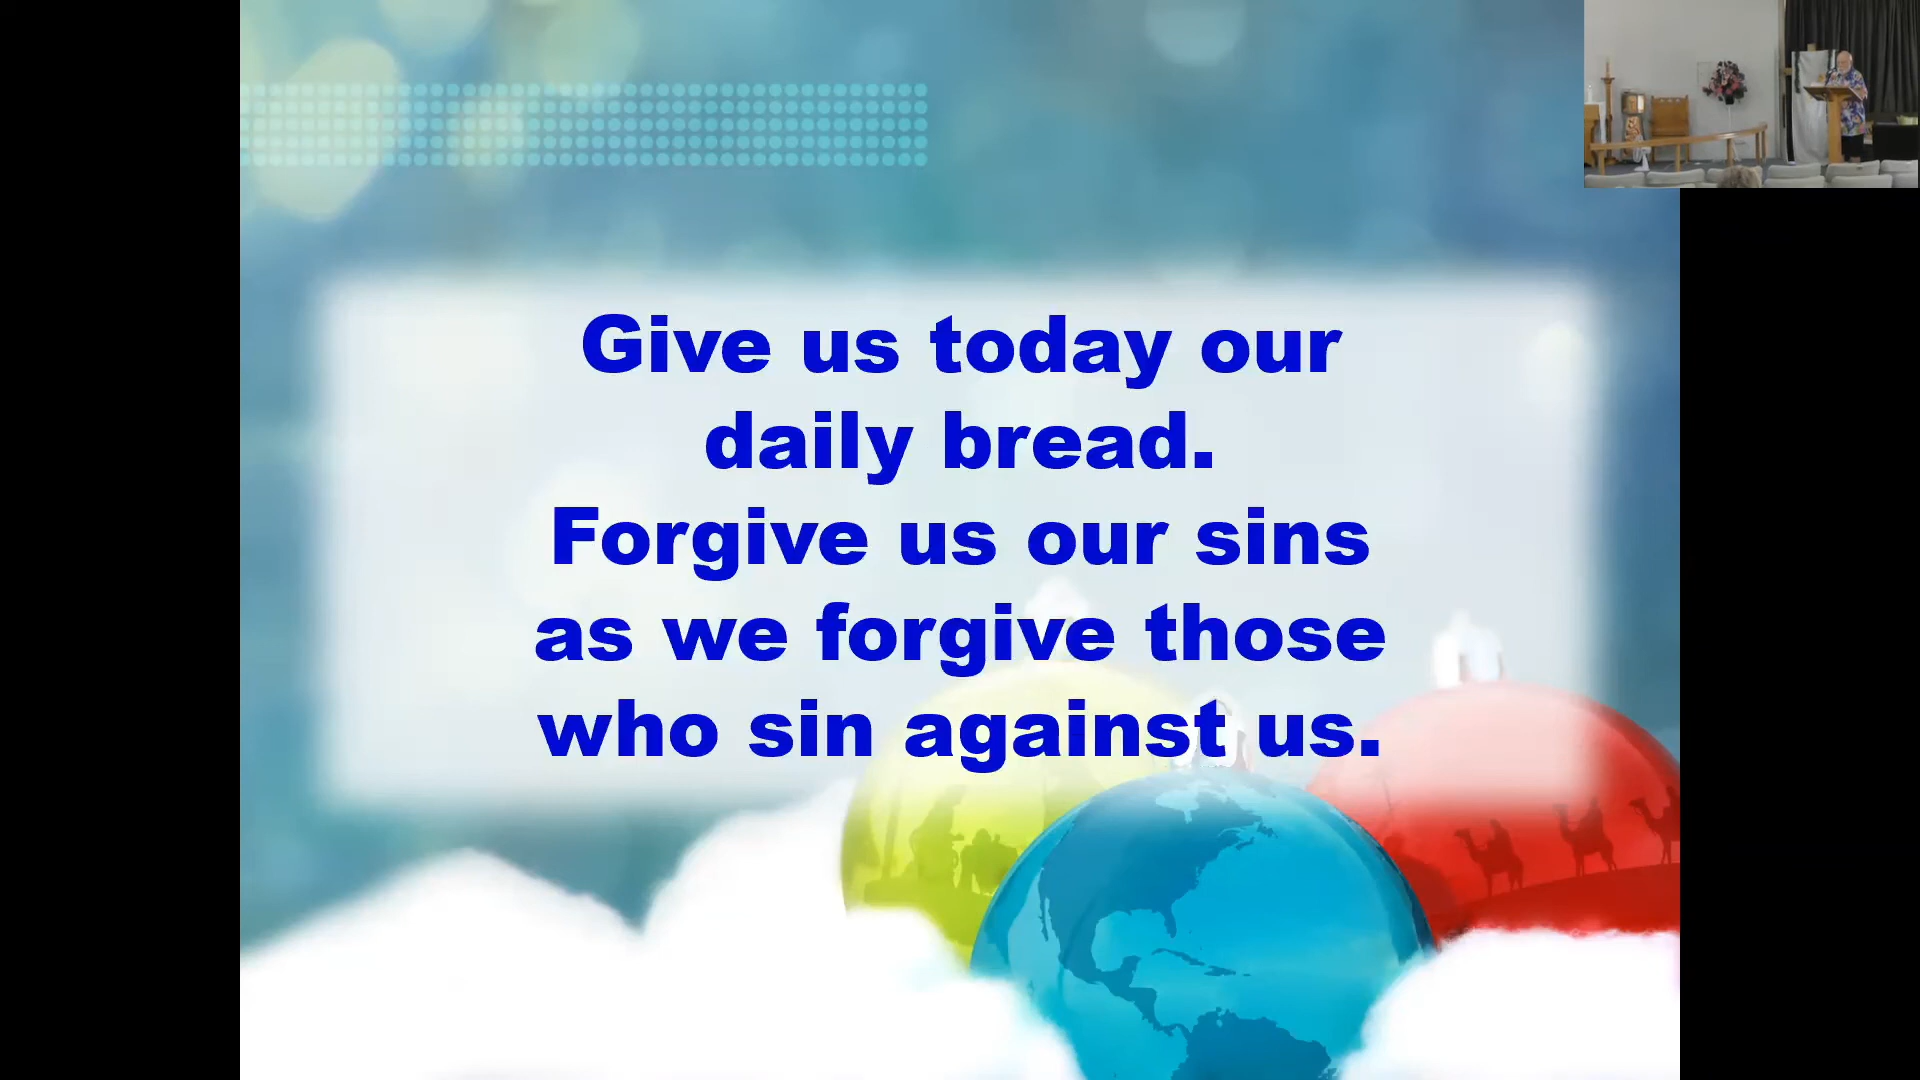 Give us today our
daily bread.
Forgive us our sins
as we forgive those
who sin against us.